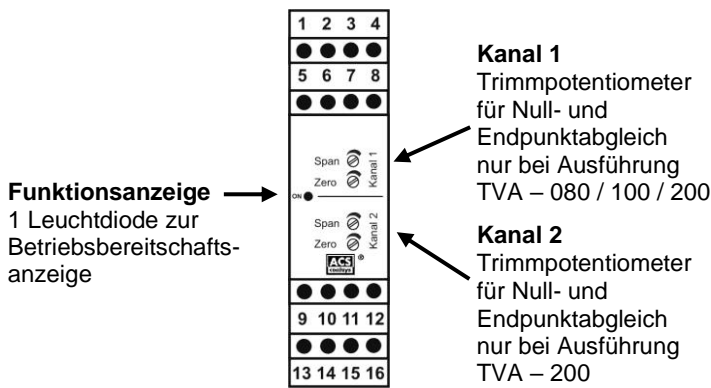 1 2 3 4
5 6 7 8
Span
Zero
Kanal 1
ON
Span
Zero
Kanal 2
ACS
®
9 10 11 12
13 14 15 16
Funktionsanzeige
1 Leuchtdiode zur
Betriebsbereitschafts-
anzeige
Kanal 1
Trimmpotentiometer
für Null- und
Endpunktabgleich
nur bei Ausführung
TVA – 080 / 100 / 200
Kanal 2
Trimmpotentiometer
für Null- und
Endpunktabgleich
nur bei Ausführung
TVA – 200